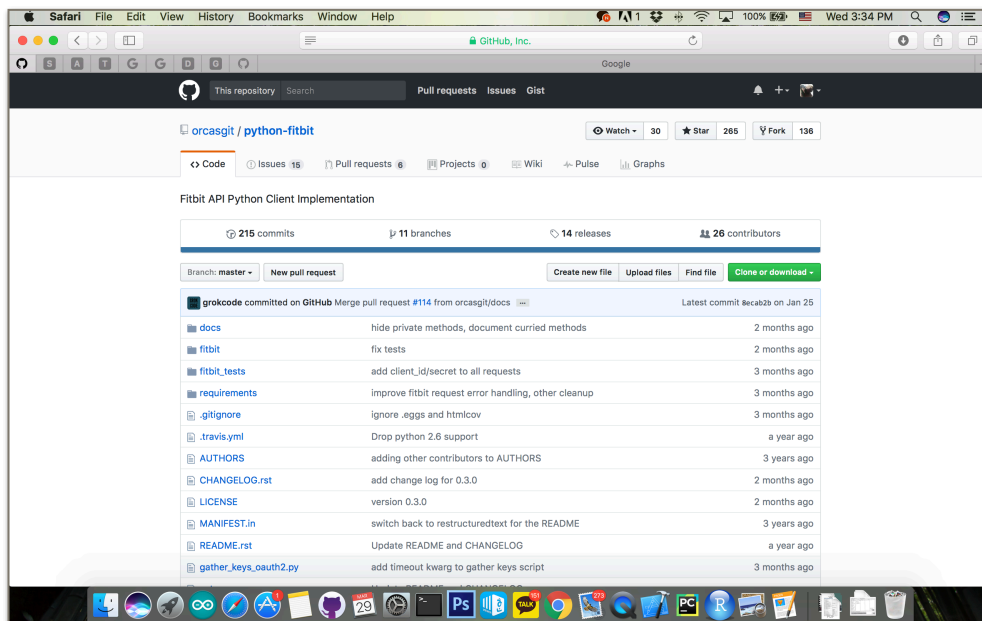 Safari File Edit View History Bookmarks Window Help 1 100% Wed 3:34 PM
GitHub, Inc.
S A T G G D G Google
This repository Search Pull requests Issues Gist
orcasgit / python-fitbit Watch 30 Star 265 Fork 136
Code Issues 15 Pull requests 6 Projects 0 Wiki Pulse Graphs
Fitbit API Python Client Implementation
215 commits 11 branches 14 releases 26 contributors
Branch: master New pull request Create new file Upload files Find file Clone or download
grokcode committed on GitHub Merge pull request #114 from orcasgit/docs ... Latest commit 8ecab2b on Jan 25
docs hide private methods, document curried methods 2 months ago
fitbit fix tests 2 months ago
fitbit_tests add client_id/secret to all requests 3 months ago
requirements improve fitbit request error handling, other cleanup 3 months ago
.gitignore ignore .eggs and htmlcov 3 months ago
.travis.yml Drop python 2.6 support a year ago
AUTHORS adding other contributors to AUTHORS 3 years ago
CHANGELOG.rst add change log for 0.3.0 2 months ago
LICENSE version 0.3.0 2 months ago
MANIFEST.in switch back to restructuredtext for the README 3 years ago
README.rst Update README and CHANGELOG a year ago
gather_keys_oauth2.py add timeout kwarg to gather keys script 3 months ago
1 MAR 29 Ps TALK 151 273 PC R